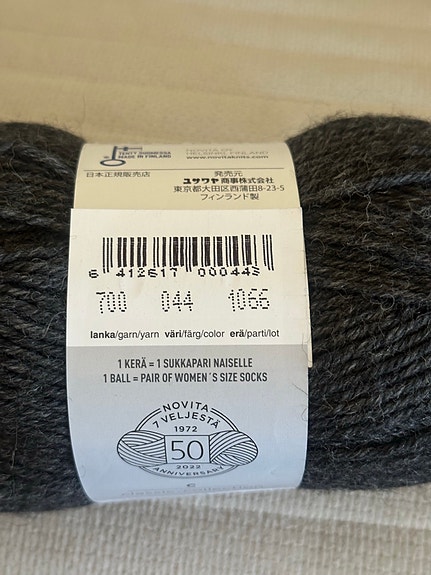 TEHTY SUOMESSA
MADE IN FINLAND
NOVITA OY
HELSINKI, FINLAND
www.novitaknits.com
日本正規販売店
発売元
ユザワヤ商事株式会社
東京都大田区西蒲田8-23-5
フィンランド製
6 412617 000443
700 044 1066
lanka/garn/yarn väri/färg/color erä/parti/lot
1 KERÄ = 1 SUKKAPARI NAISELLE
1 BALL = PAIR OF WOMEN´S SIZE SOCKS
NOVITA
7 VELJESTÄ
1972
50
2022
ANNIVERSARY